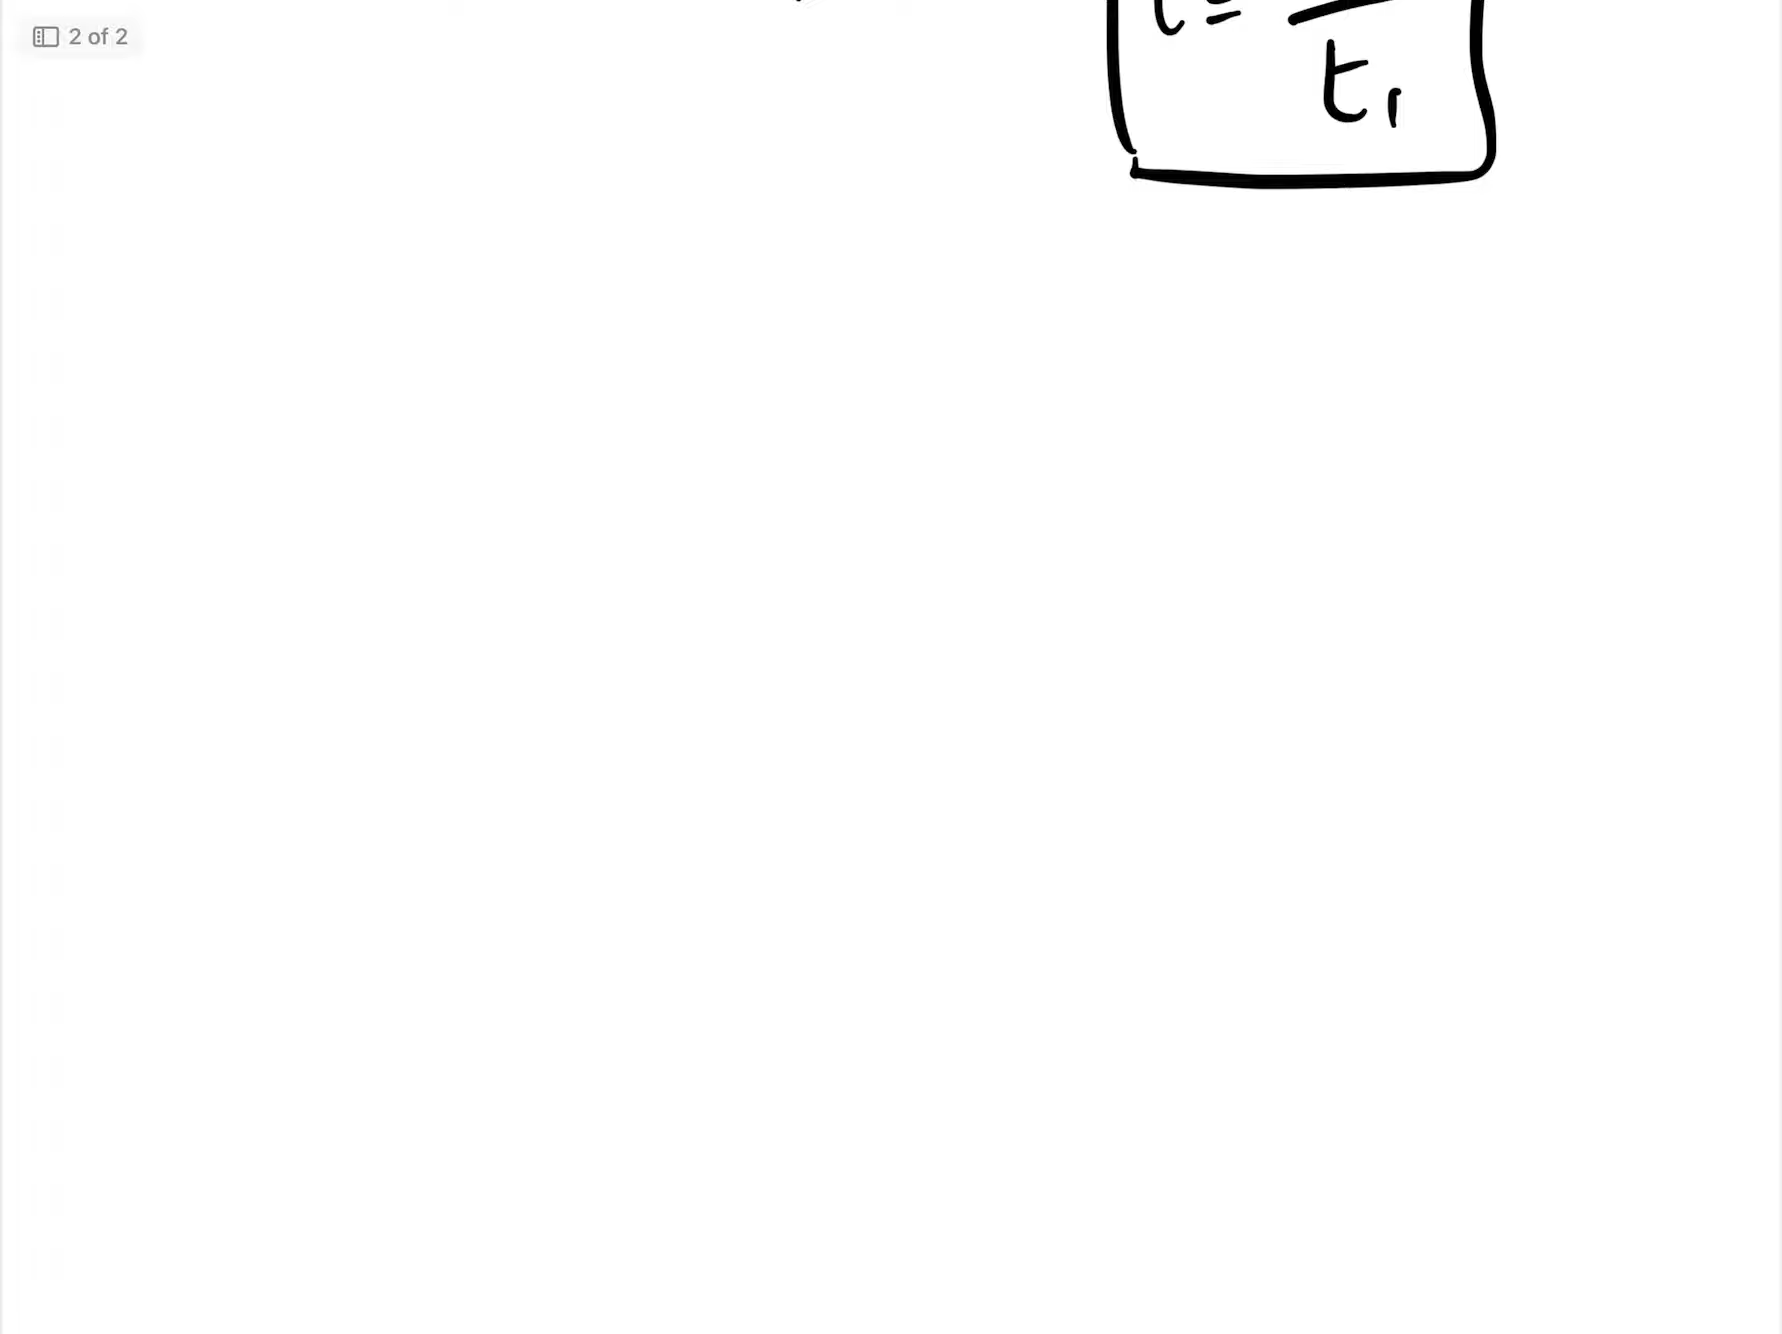 2 of 2
=
t₁